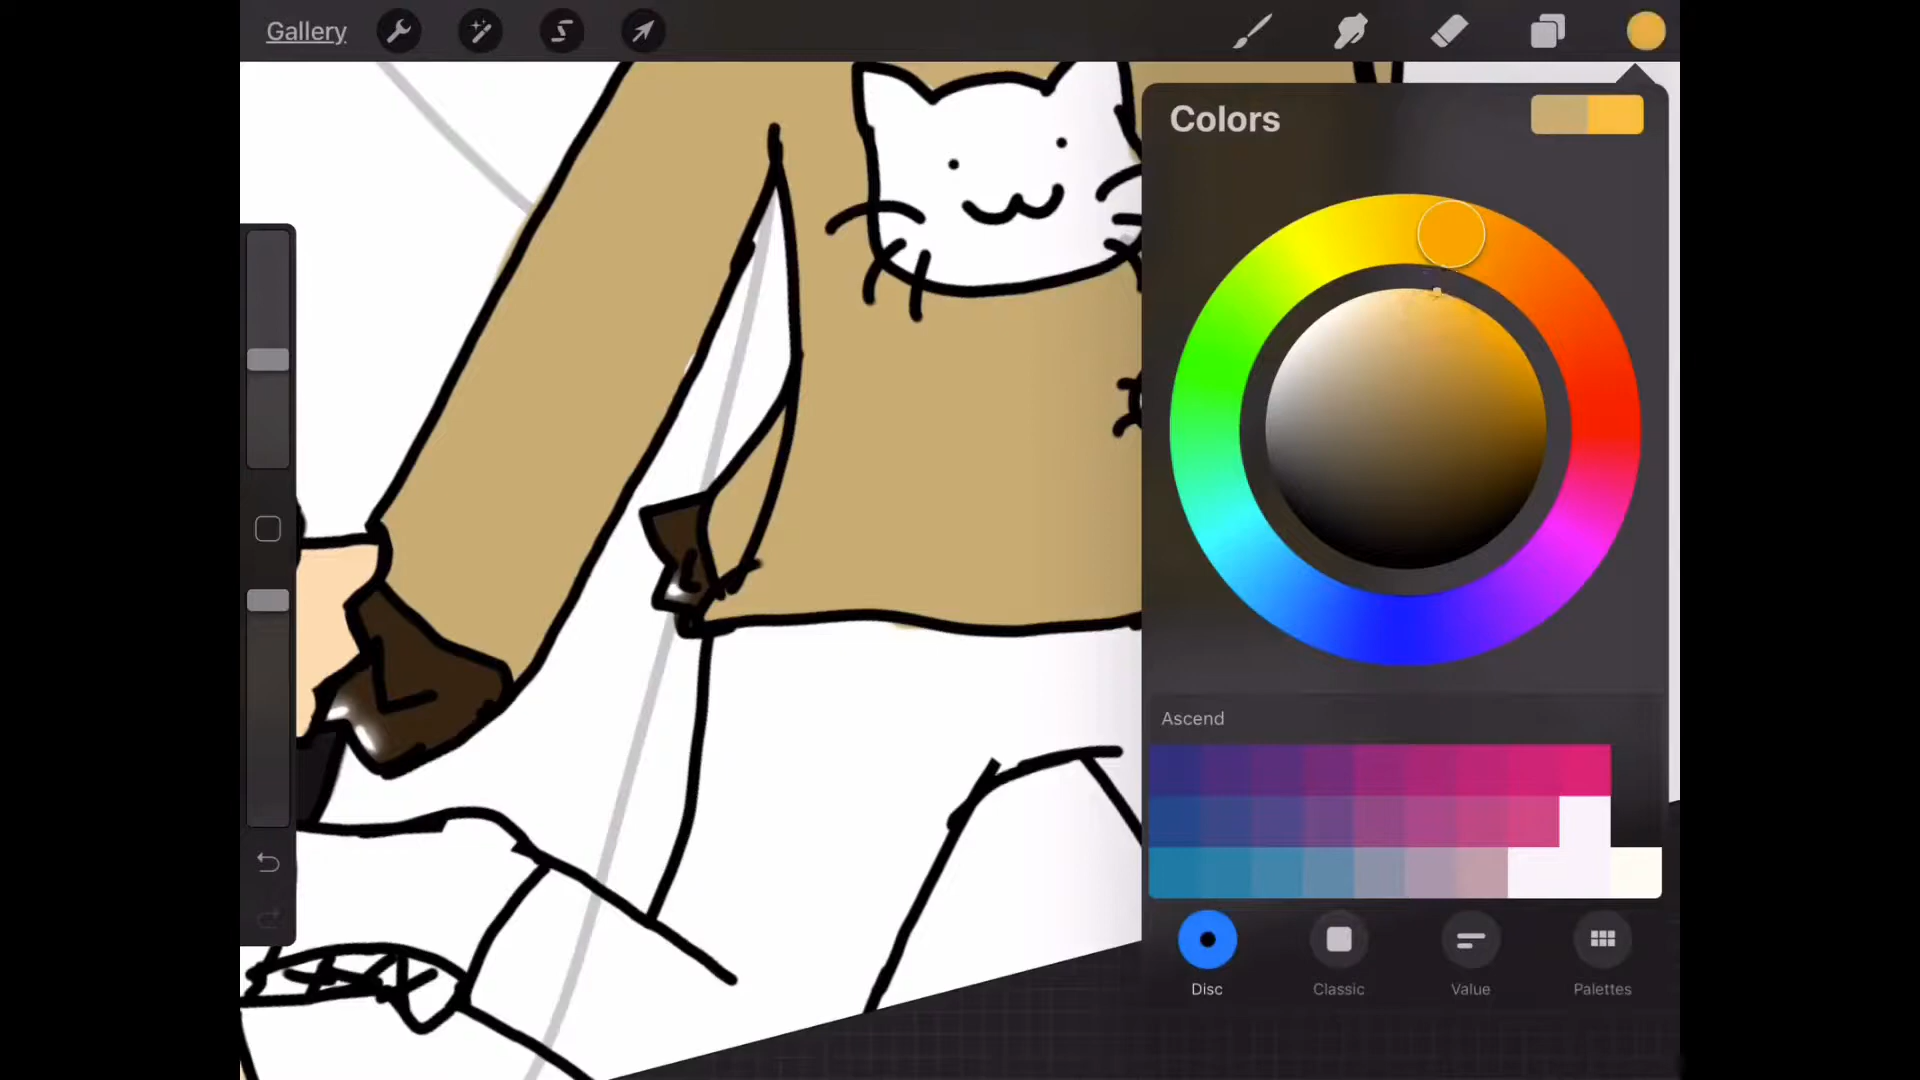 Gallery
Colors
Ascend
Disc
Classic
Value
Palettes